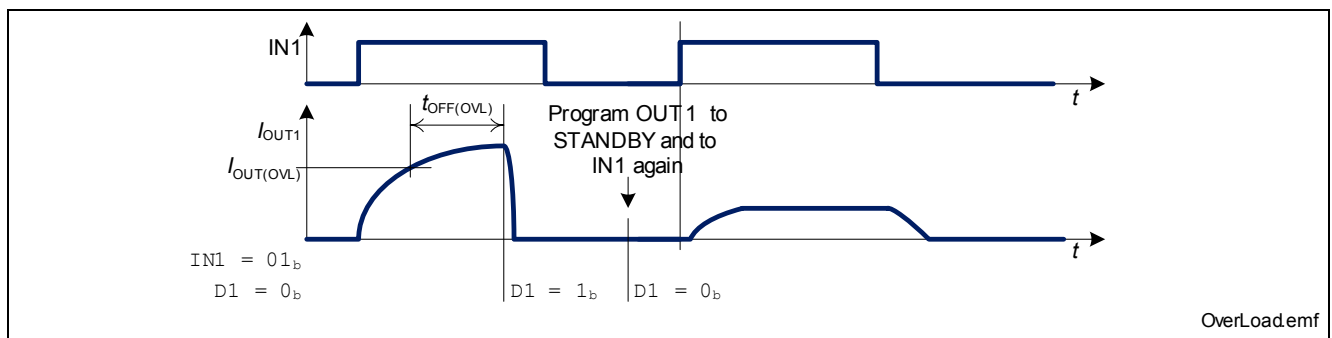 IN1
t
tOFF(OVL)
Program OUT1 to
STANDBY and to
IN1 again
IOUT1
IOUT(OVL)
t
IN1 = 01b
D1 = 0b
D1 = 1b
D1 = 0b
OverLoad.emf